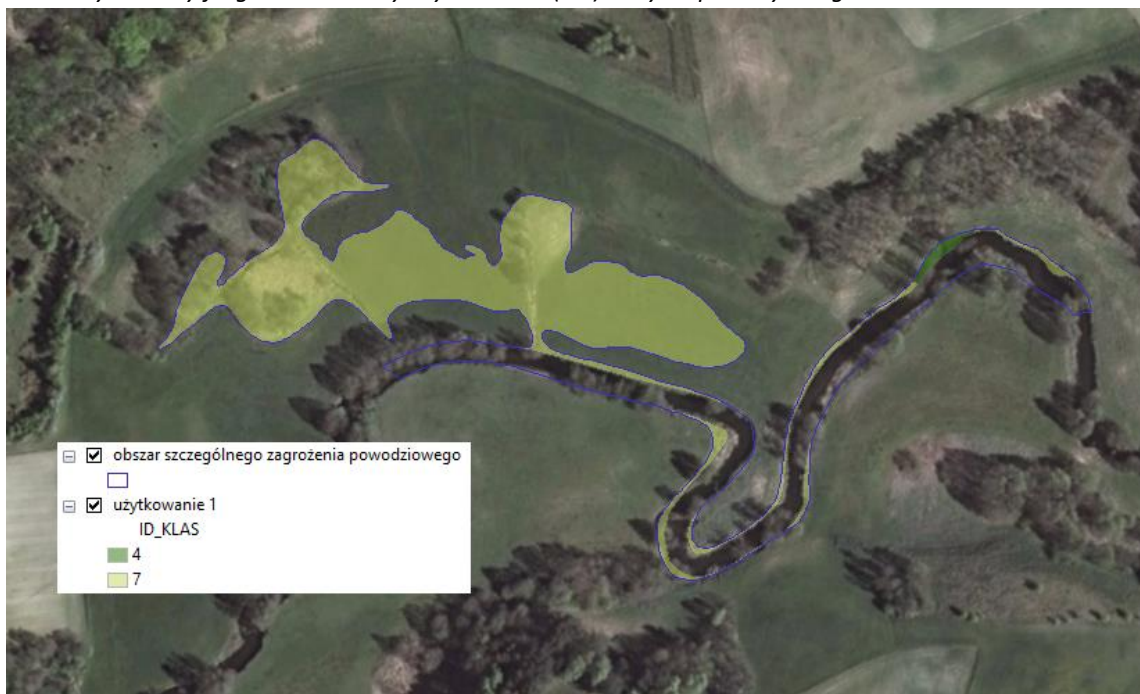 obszar szczególnego zagrożenia powodziowego
użytkowanie 1
ID_KLAS
4
7